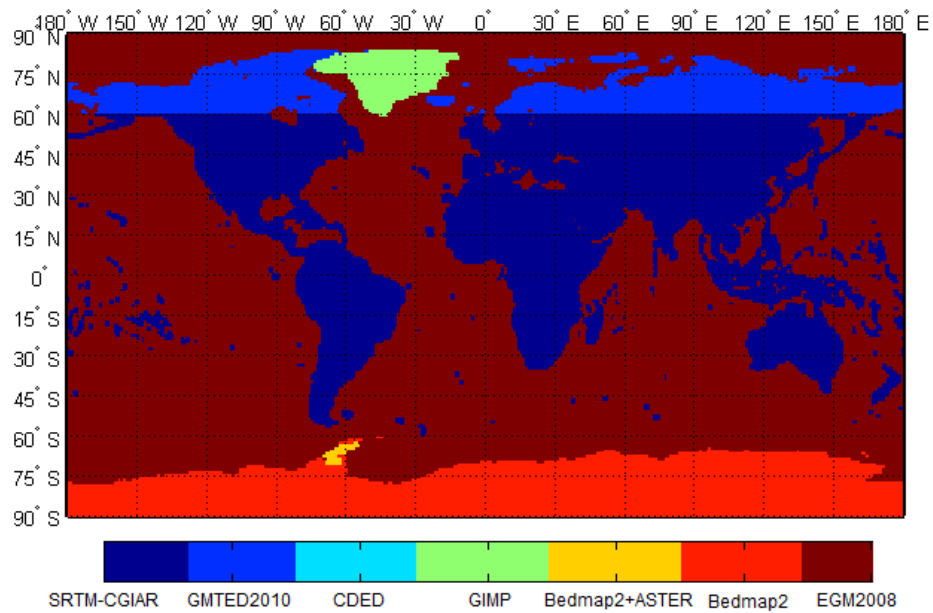 180° W 150° W 120° W 90° W 60° W 30° W 0° 30° E 60° E 90° E 120° E 150° E 180° E
90° N
75° N
60° N
45° N
30° N
15° N
0°
15° S
30° S
45° S
60° S
75° S
90° S
SRTM-CGIAR GMTED2010 CDED GIMP Bedmap2+ASTER Bedmap2 EGM2008